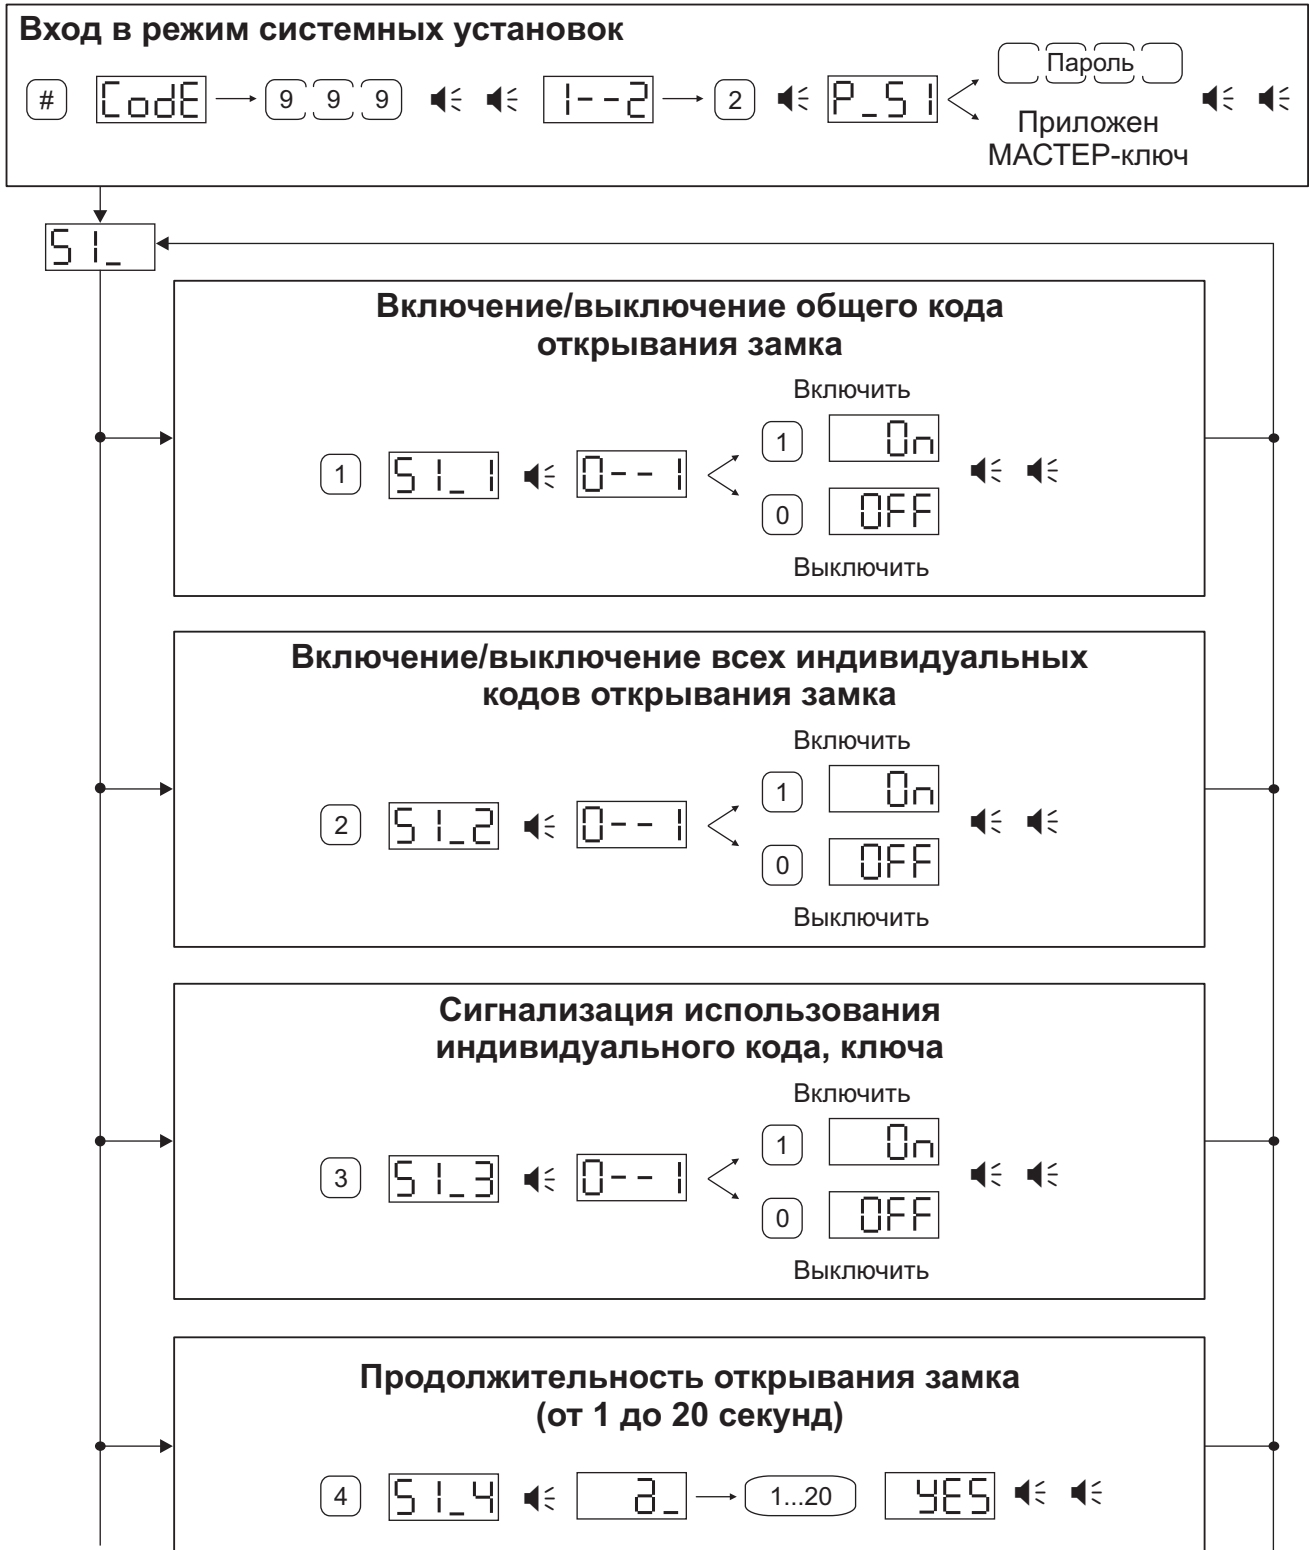 Вход в режим системных установок
# CodE 9 9 9 1--2 2 P_S1 Пароль
Приложен
МАСТЕР-ключ
S1_
Включение/выключение общего кода
открывания замка
Включить
1 S1_1 0--1 1 On
0 OFF
Выключить
Включение/выключение всех индивидуальных
кодов открывания замка
Включить
2 S1_2 0--1 1 On
0 OFF
Выключить
Сигнализация использования
индивидуального кода, ключа
Включить
3 S1_3 0--1 1 On
0 OFF
Выключить
Продолжительность открывания замка
(от 1 до 20 секунд)
4 S1_4 a_ 1...20 YES